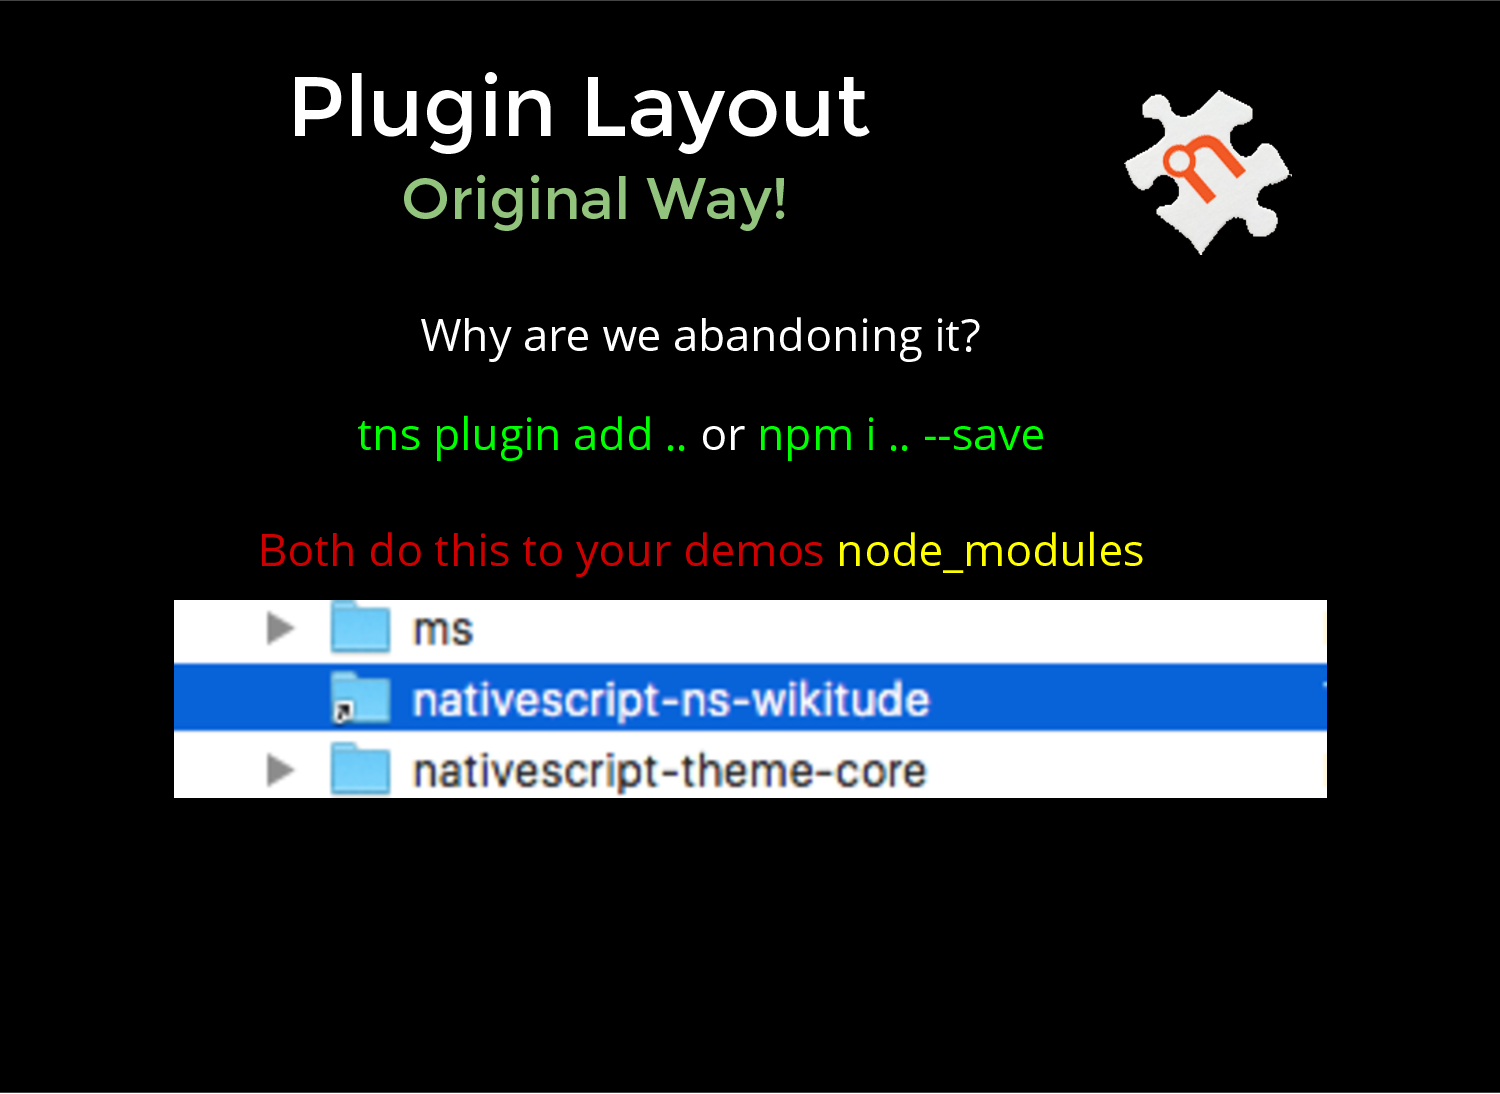 Plugin Layout
Original Way!
Why are we abandoning it?
tns plugin add .. or npm i .. --save
Both do this to your demos node_modules
ms
nativescript-ns-wikitude
nativescript-theme-core